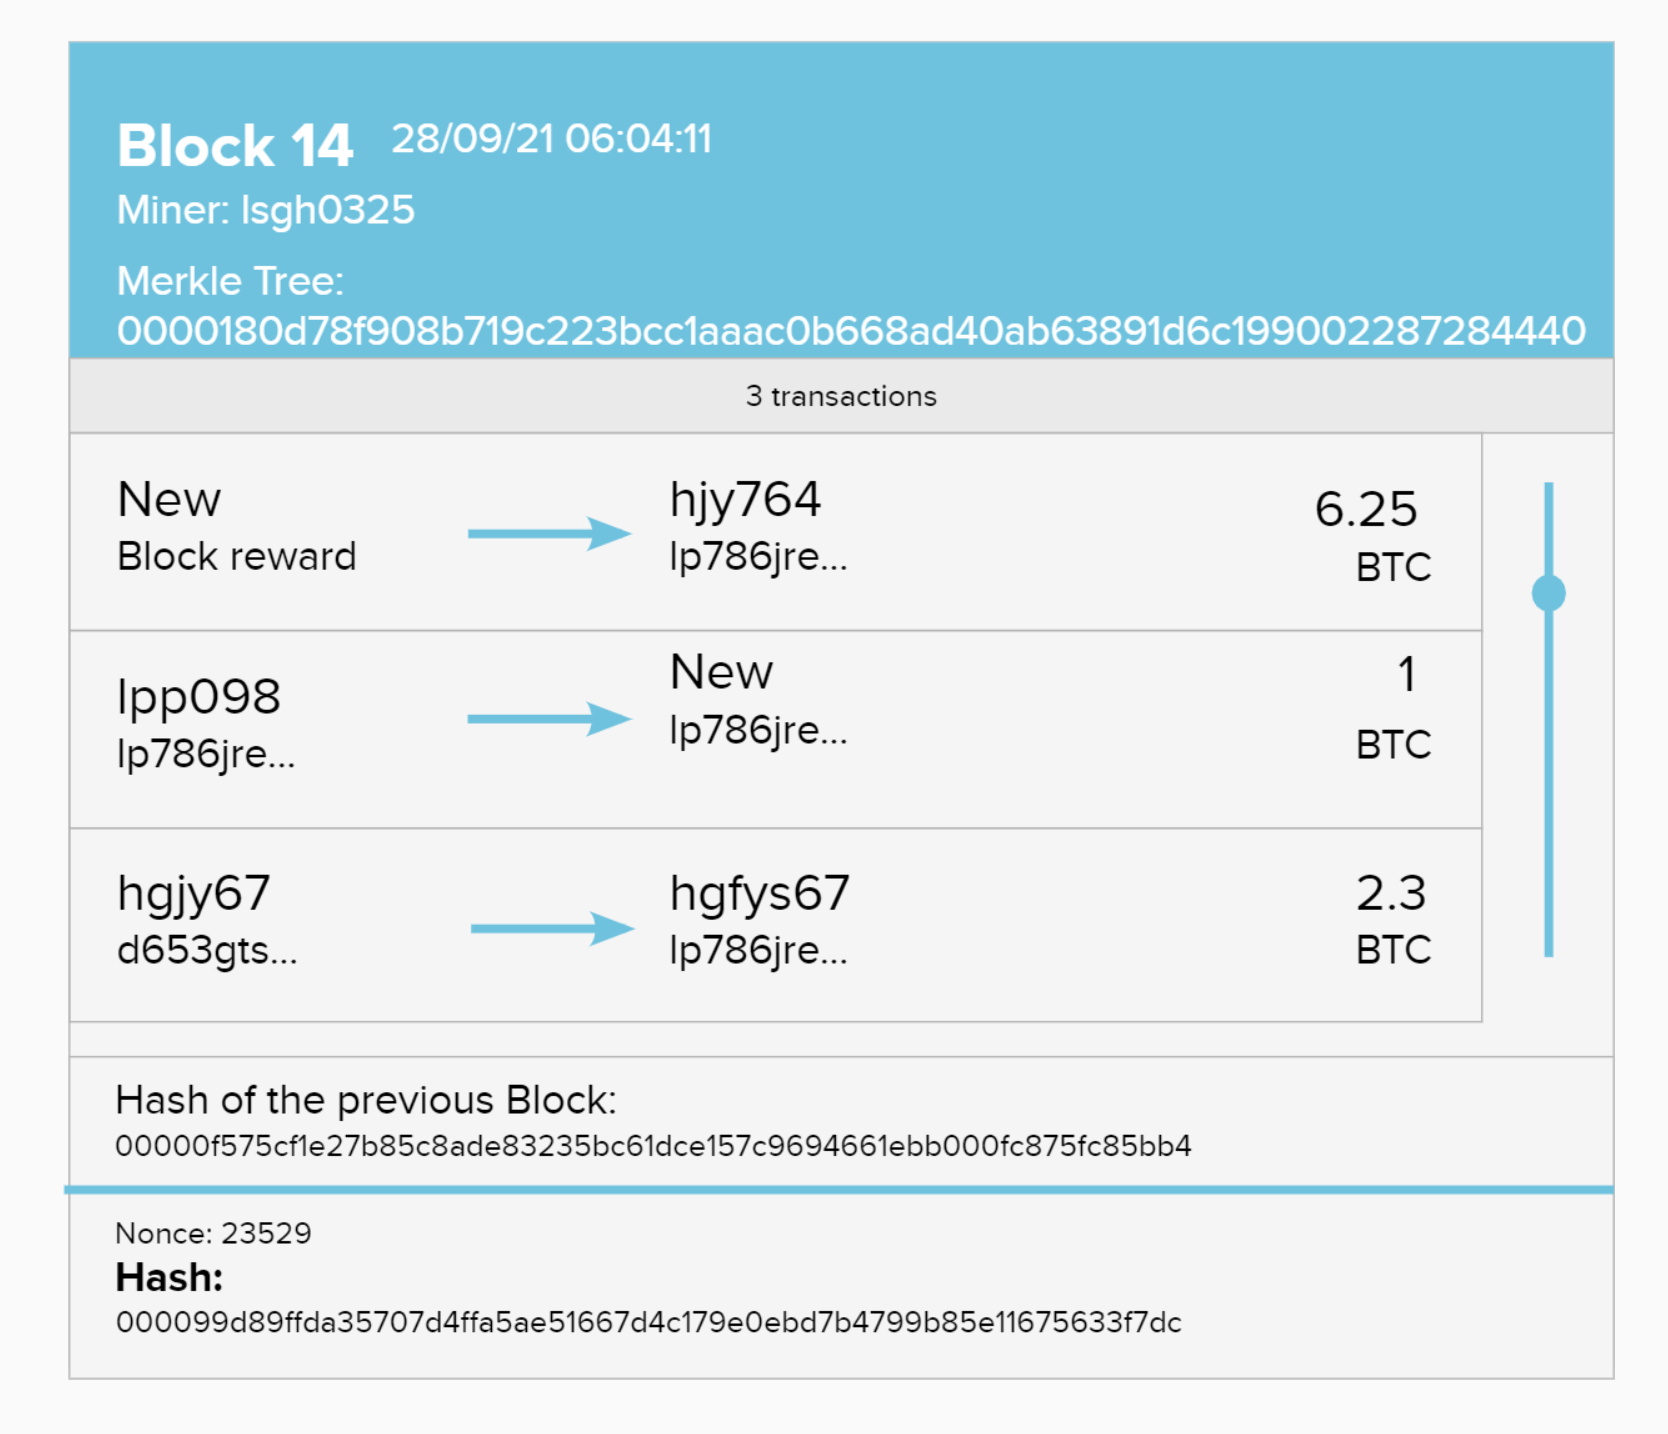 Block 14 28/09/21 06:04:11
Miner: lsgh0325
Merkle Tree:
0000180d78f908b719c223bcc1aaac0b668ad40ab63891d6c199002287284440
3 transactions
New hjy764 6.25
Block reward lp786jre... BTC
lpp098 New 1
lp786jre... lp786jre... BTC
hgjy67 hgfys67 2.3
d653gts... lp786jre... BTC
Hash of the previous Block:
00000f575cf1e27b85c8ade83235bc61dce157c9694661ebb000fc875fc85bb4
Nonce: 23529
Hash:
000099d89ffda35707d4ffa5ae51667d4c179e0ebd7b4799b85e11675633f7dc